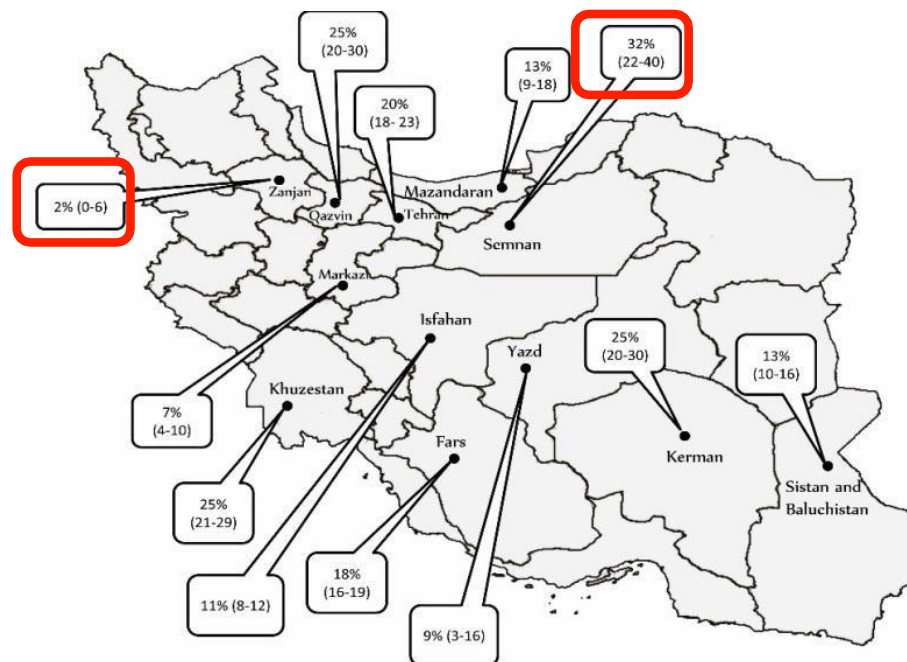 25%
(20-30)
32%
(22-40)
13%
(9-18)
20%
(18- 23)
2% (0-6)
Zanjan
Qazvin
Tehran
Mazandaran
Semnan
Markazi
Isfahan
Yazd
25%
(20-30)
13%
(10-16)
Khuzestan
7%
(4-10)
Fars
Kerman
Sistan and
Baluchistan
25%
(21-29)
18%
(16-19)
11% (8-12)
9% (3-16)